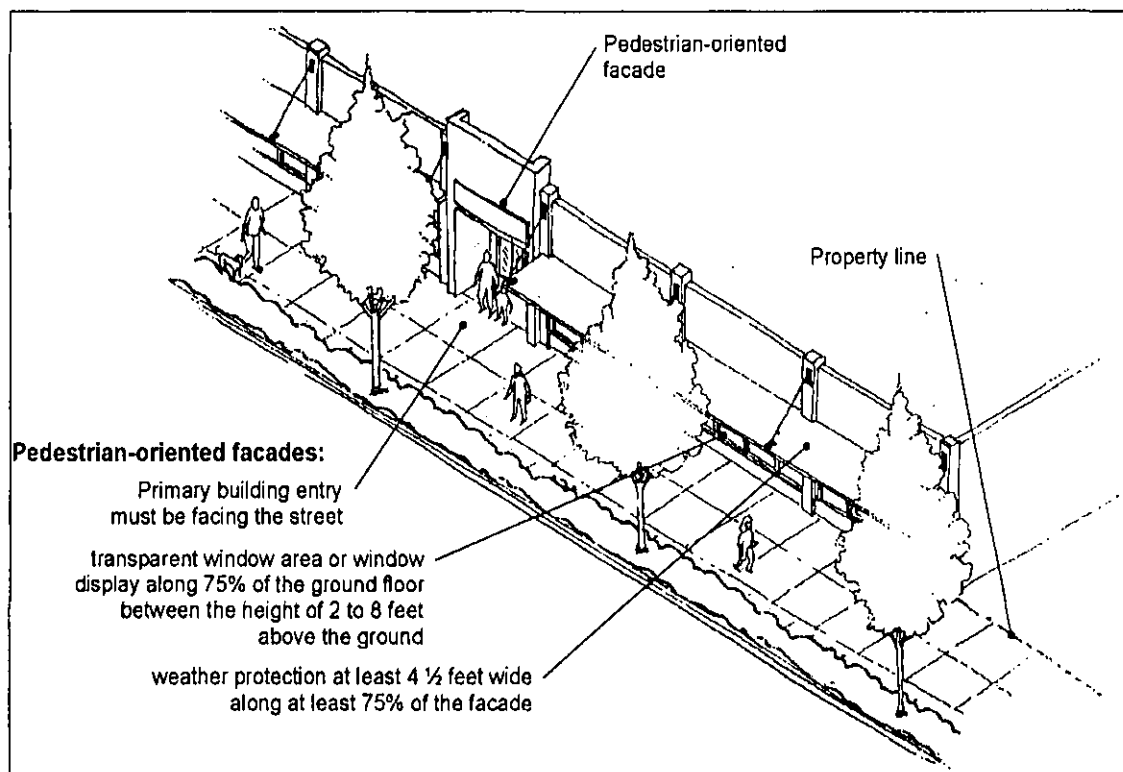 Pedestrian-oriented
facade
Property line
Pedestrian-oriented facades:
Primary building entry
must be facing the street
transparent window area or window
display along 75% of the ground floor
between the height of 2 to 8 feet
above the ground
weather protection at least 4 ½ feet wide
along at least 75% of the facade